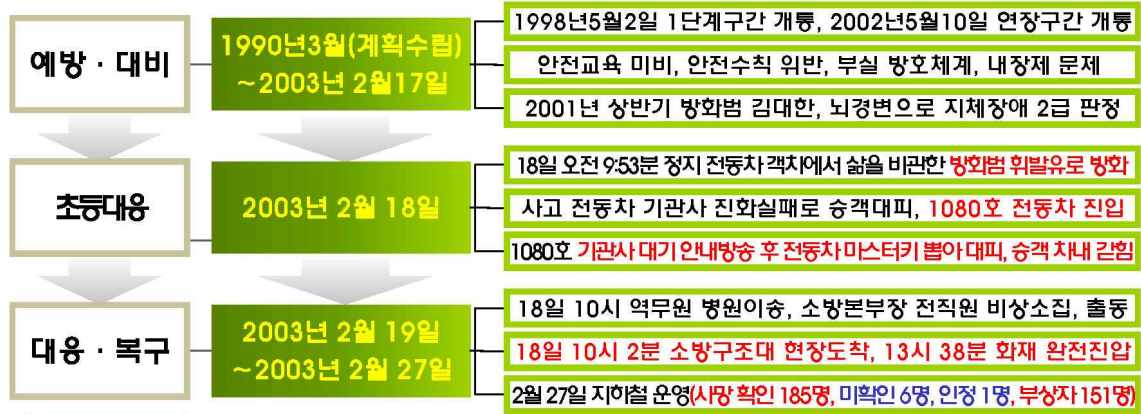 예방 · 대비
1990년3월(계획수립)
~2003년 2월17일
1998년5월2일 1단계구간 개통, 2002년5월10일 연장구간 개통
안전교육 미비, 안전수칙 위반, 부실 방호체계, 내장제 문제
2001년 상반기 방화범 김대한, 뇌경변으로 지체장애 2급 판정
초등대응
2003년 2월 18일
18일 오전 9:53분 정지 전동차 객차에서 삶을 비관한 방화범 휘발유로 방화
사고 전동차 기관사 진화실패로 승객대피, 1080호 전동차 진입
1080호 기관사 대기 안내방송 후 전동차 마스터키 뽑아 대피, 승객 차내 갇힘
대응 · 복구
2003년 2월 19일
~2003년 2월 27일
18일 10시 역무원 병원이송, 소방본부장 전직원 비상소집, 출동
18일 10시 2분 소방구조대 현장도착, 13시 38분 화재 완전진압
2월 27일 지하철 운영(사망 확인 185명, 미확인 6명, 인정 1명, 부상자 151명)